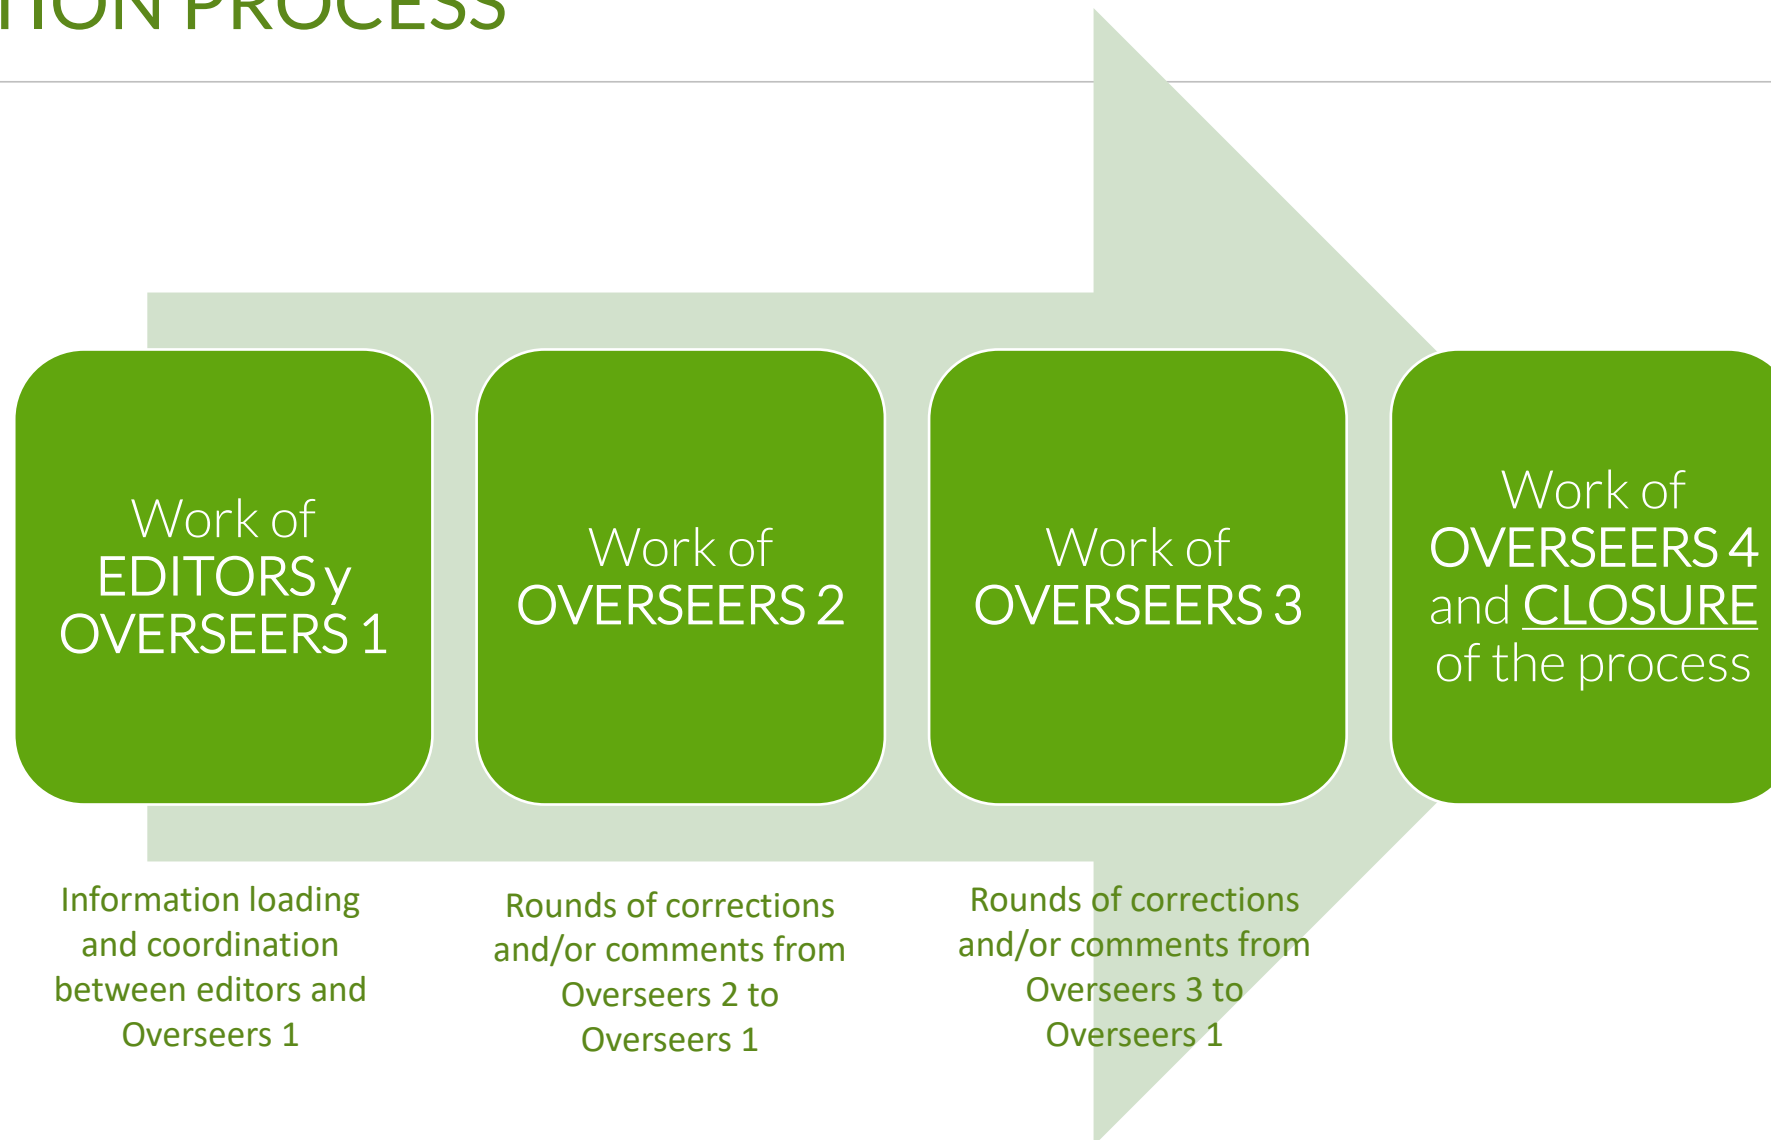 TION PROCESS
Work of
EDITORS y
OVERSEERS 1
Work of
OVERSEERS 2
Work of
OVERSEERS 3
Work of
OVERSEERS 4
and CLOSURE
of the process
Information loading
and coordination
between editors and
Overseers 1
Rounds of corrections
and/or comments from
Overseers 2 to
Overseers 1
Rounds of corrections
and/or comments from
Overseers 3 to
Overseers 1